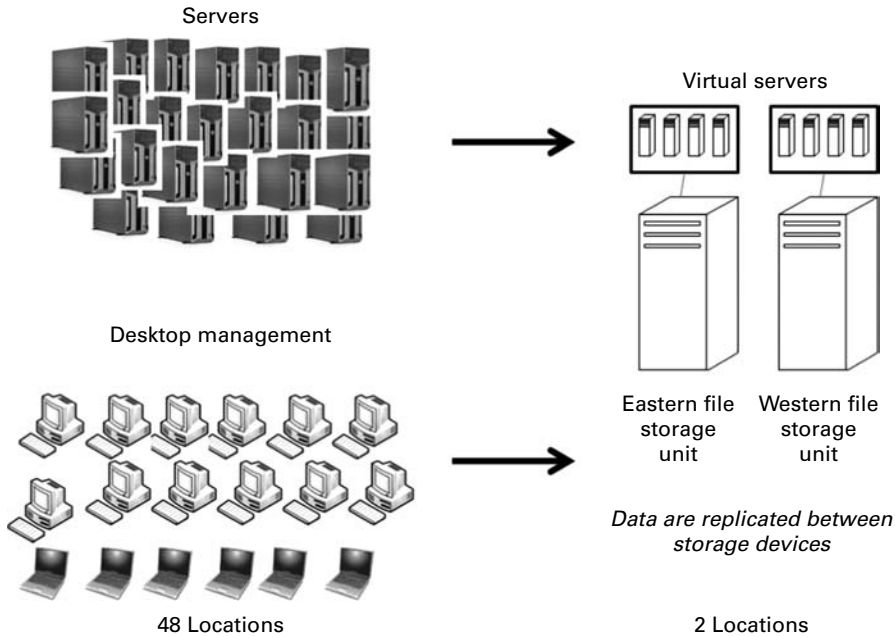 Servers
Virtual servers
Desktop management
Eastern file
storage
unit
Western file
storage
unit
Data are replicated between
storage devices
48 Locations
2 Locations